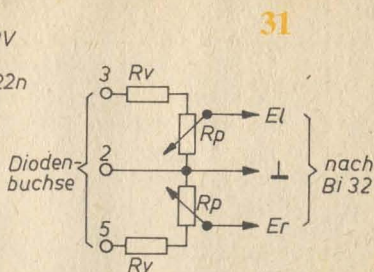 31
V
22n
3
Rv
El
Rp
Dioden-
buchse
2
⊥
nach
Bi 32
Rp
5
Er
Rv